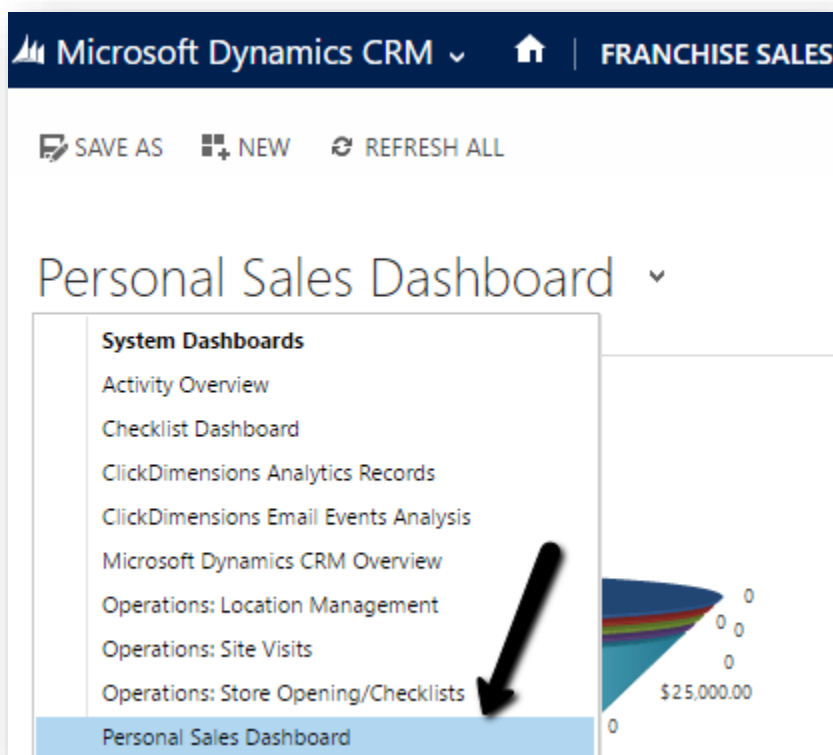 Microsoft Dynamics CRM
FRANCHISE SALES
SAVE AS NEW REFRESH ALL
Personal Sales Dashboard
System Dashboards
Activity Overview
Checklist Dashboard
ClickDimensions Analytics Records
ClickDimensions Email Events Analysis
Microsoft Dynamics CRM Overview
Operations: Location Management
Operations: Site Visits
Operations: Store Opening/Checklists
Personal Sales Dashboard
0
0 0
0
$25,000.00
0